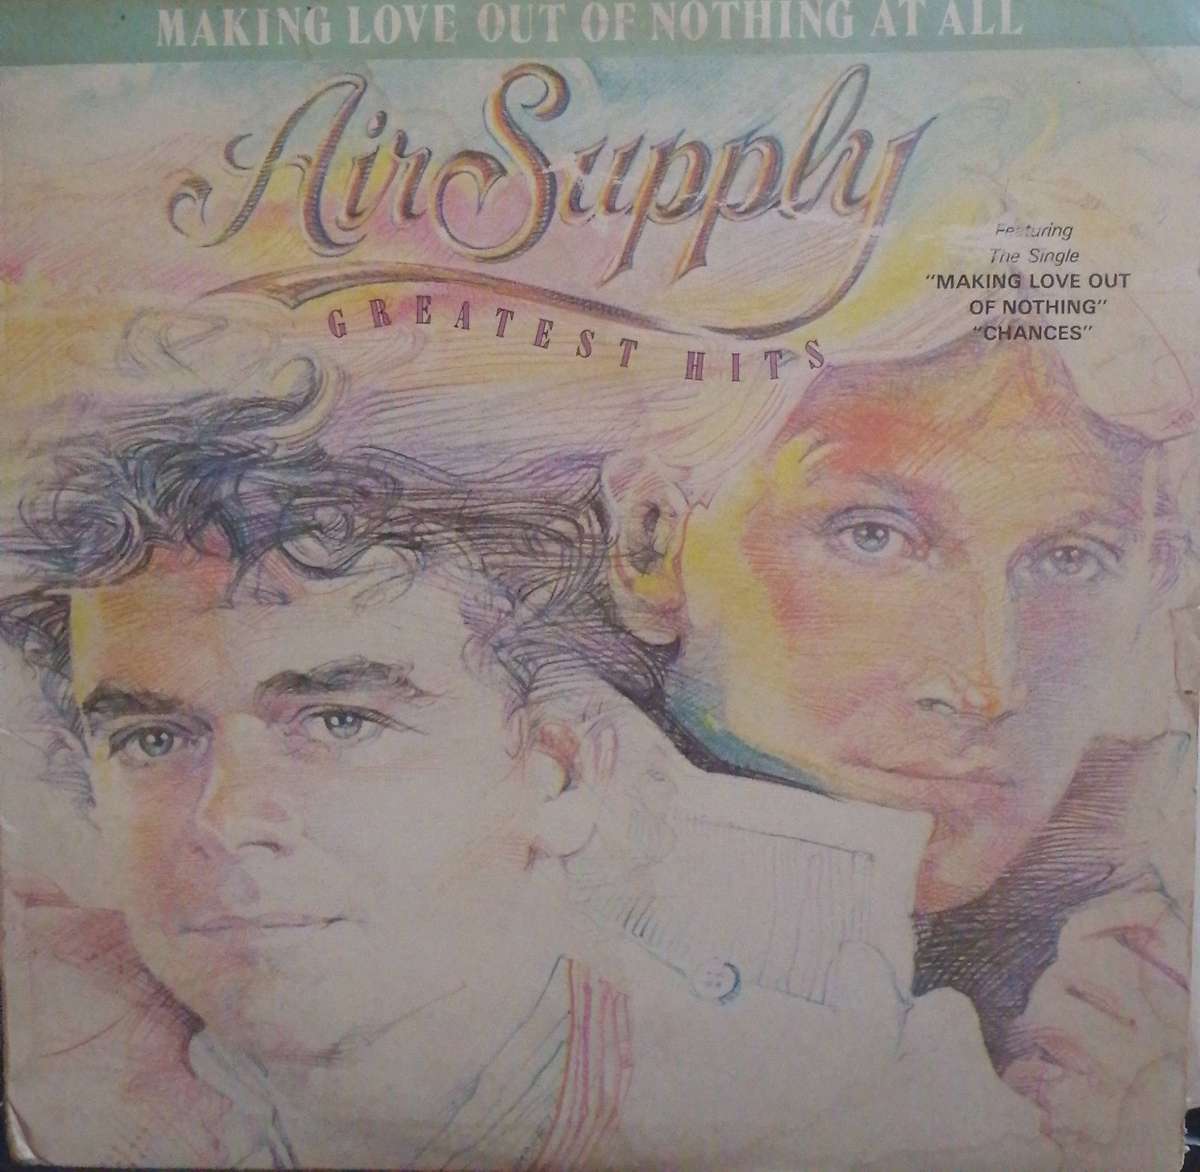 MAKING LOVE OUT OF NOTHING AT ALL
Air Supply
GREATEST HITS
Featuring
The Single
"MAKING LOVE OUT
OF NOTHING"
"CHANCES"